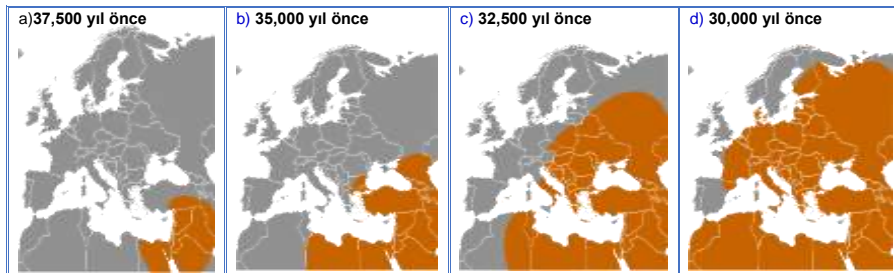 a)37,500 yıl önce
b) 35,000 yıl önce
c) 32,500 yıl önce
d) 30,000 yıl önce